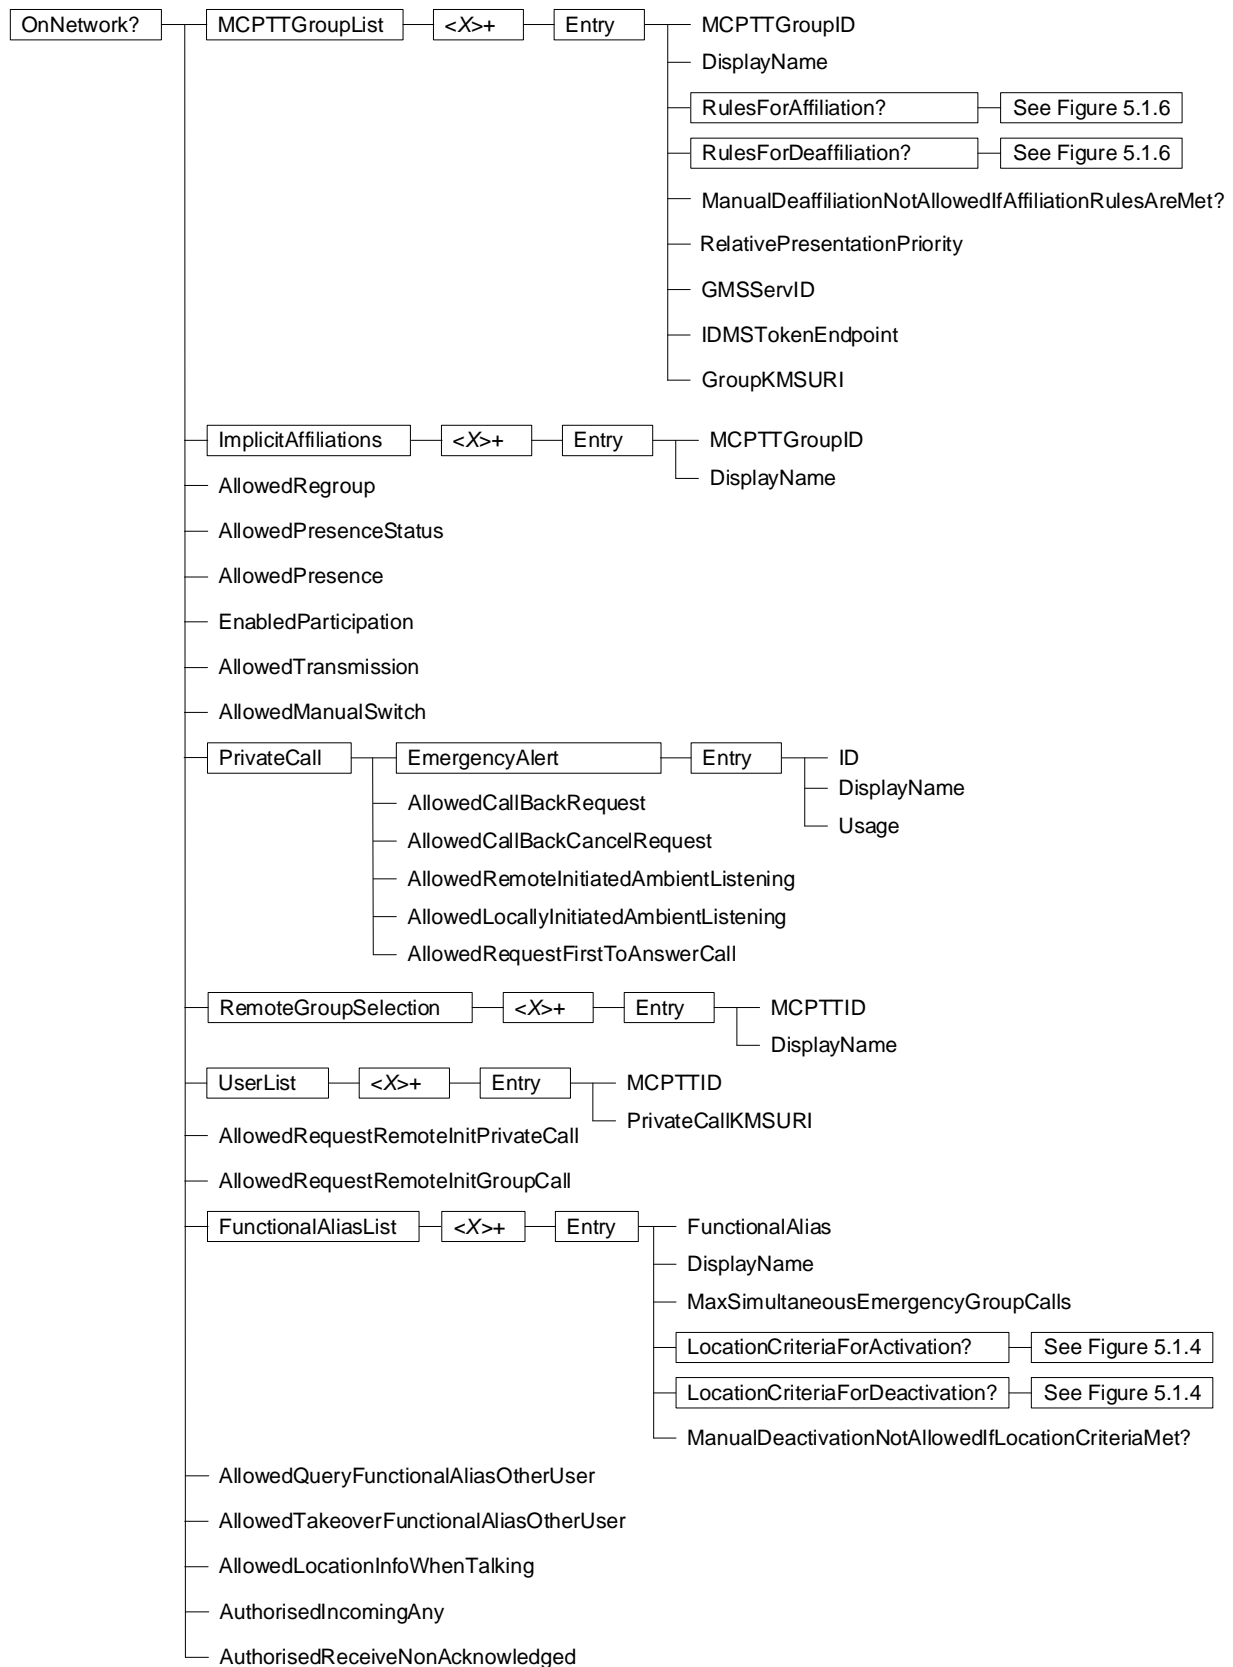 OnNetwork? MCPTTGroupList <X>+ Entry MCPTTGroupID
DisplayName
RulesForAffiliation? See Figure 5.1.6
RulesForDeaffiliation? See Figure 5.1.6
ManualDeaffiliationNotAllowedIfAffiliationRulesAreMet?
RelativePresentationPriority
GMSServID
IDMSTokenEndpoint
GroupKMSURI
ImplicitAffiliations <X>+ Entry MCPTTGroupID
DisplayName
AllowedRegroup
AllowedPresenceStatus
AllowedPresence
EnabledParticipation
AllowedTransmission
AllowedManualSwitch
PrivateCall EmergencyAlert Entry ID
DisplayName
AllowedCallBackRequest
Usage
AllowedCallBackCancelRequest
AllowedRemoteInitiatedAmbientListening
AllowedLocallyInitiatedAmbientListening
AllowedRequestFirstToAnswerCall
RemoteGroupSelection <X>+ Entry MCPTTID
DisplayName
UserList <X>+ Entry MCPTTID
PrivateCallKMSURI
AllowedRequestRemoteInitPrivateCall
AllowedRequestRemoteInitGroupCall
FunctionalAliasList <X>+ Entry FunctionalAlias
DisplayName
MaxSimultaneousEmergencyGroupCalls
LocationCriteriaForActivation? See Figure 5.1.4
LocationCriteriaForDeactivation? See Figure 5.1.4
ManualDeactivationNotAllowedIfLocationCriteriaMet?
AllowedQueryFunctionalAliasOtherUser
AllowedTakeoverFunctionalAliasOtherUser
AllowedLocationInfoWhenTalking
AuthorisedIncomingAny
AuthorisedReceiveNonAcknowledged